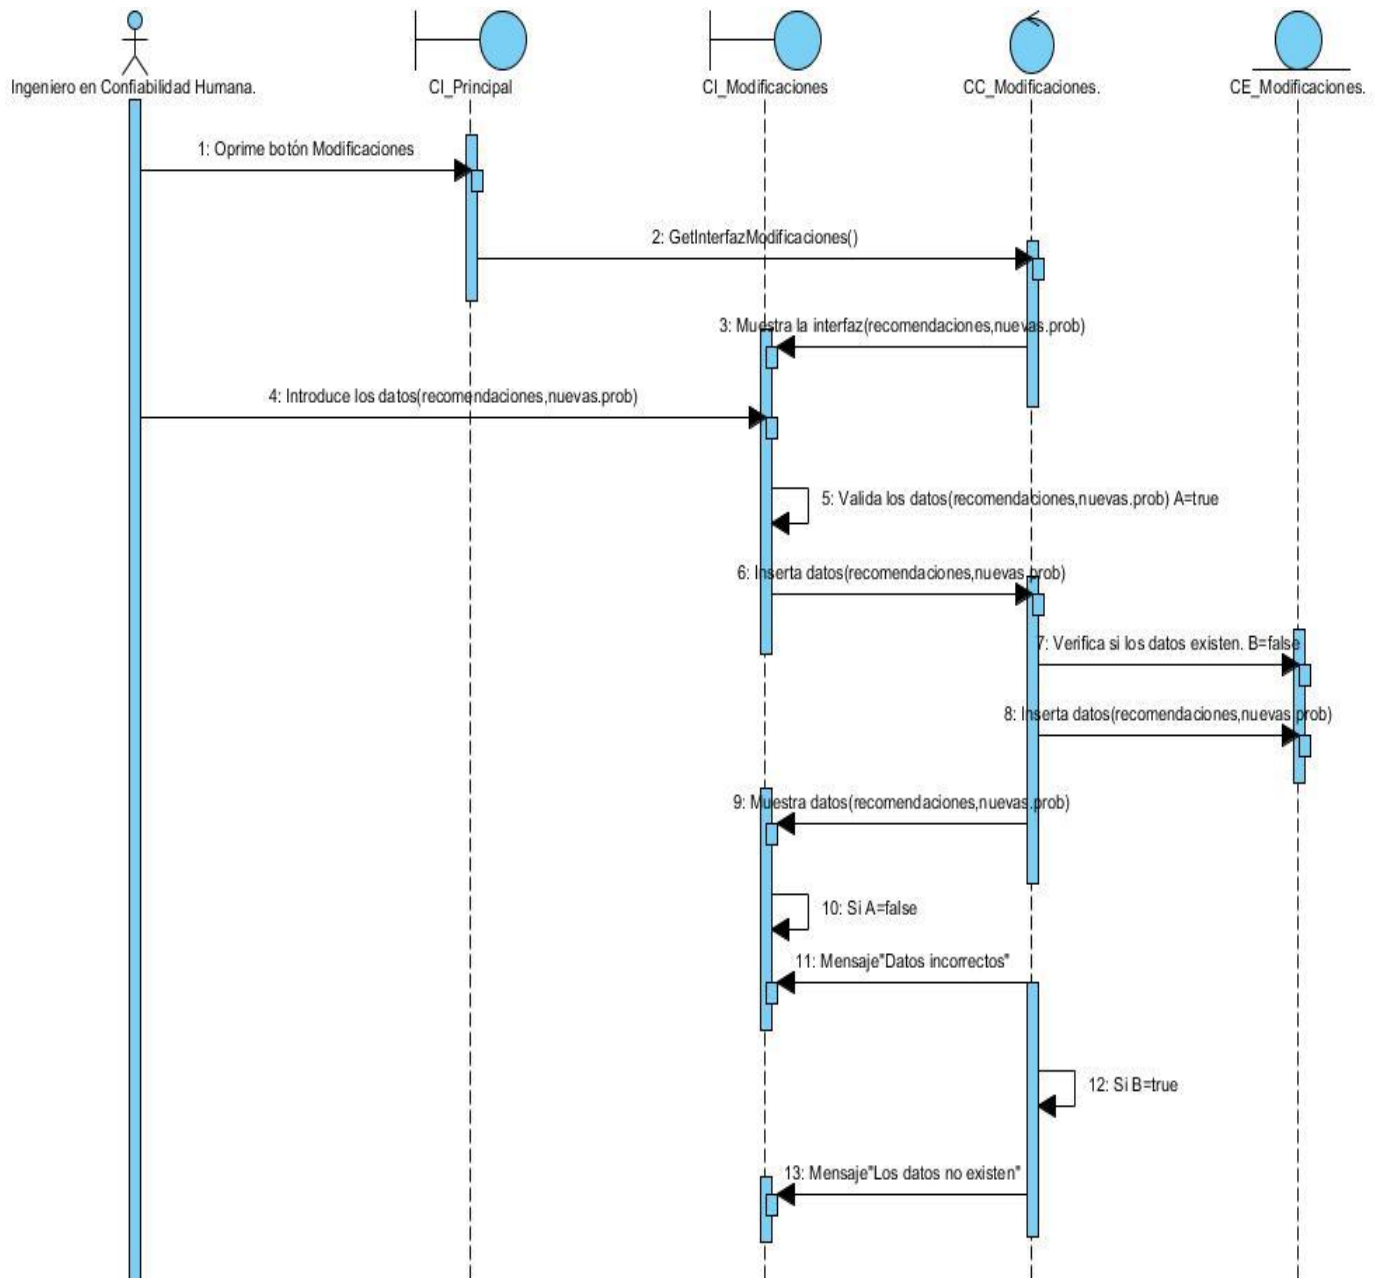 Ingeniero en Confiabilidad Humana.
CI_Principal
CI_Modificaciones
CC_Modificaciones.
CE_Modificaciones.
1: Oprime botón Modificaciones
2: GetInterfazModificaciones()
3: Muestra la interfaz(recomendaciones,nuevas.prob)
4: Introduce los datos(recomendaciones,nuevas.prob)
5: Valida los datos(recomendaciones,nuevas.prob) A=true
6: Inserta datos(recomendaciones,nuevas.prob)
7: Verifica si los datos existen. B=false
8: Inserta datos(recomendaciones,nuevas.prob)
9: Muestra datos(recomendaciones,nuevas.prob)
10: Si A=false
11: Mensaje"Datos incorrectos"
12: Si B=true
13: Mensaje"Los datos no existen"